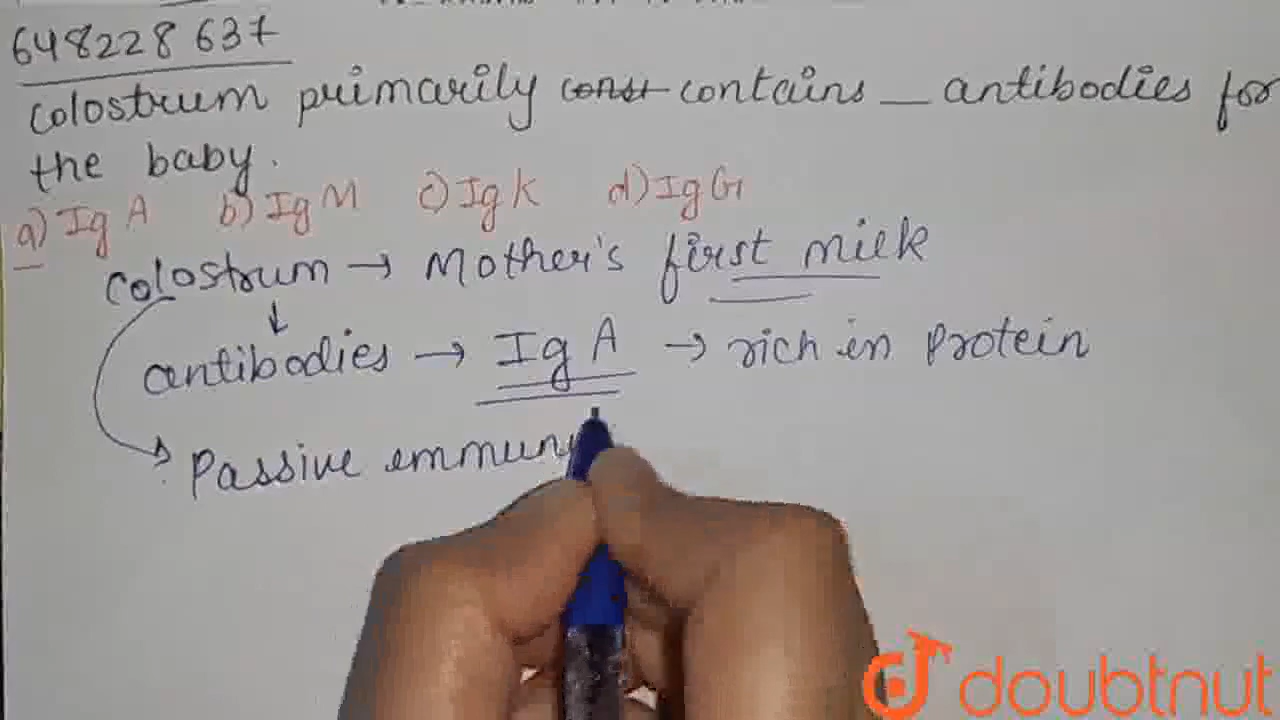 648228637
Colostrum primarily const contains _ antibodies for
the baby.
a) Ig A b) Ig M c) Ig K d) Ig G
Colostrum → Mother's first milk
↓
antibodies → Ig A → rich in protein
Passive emmun
doubtnut